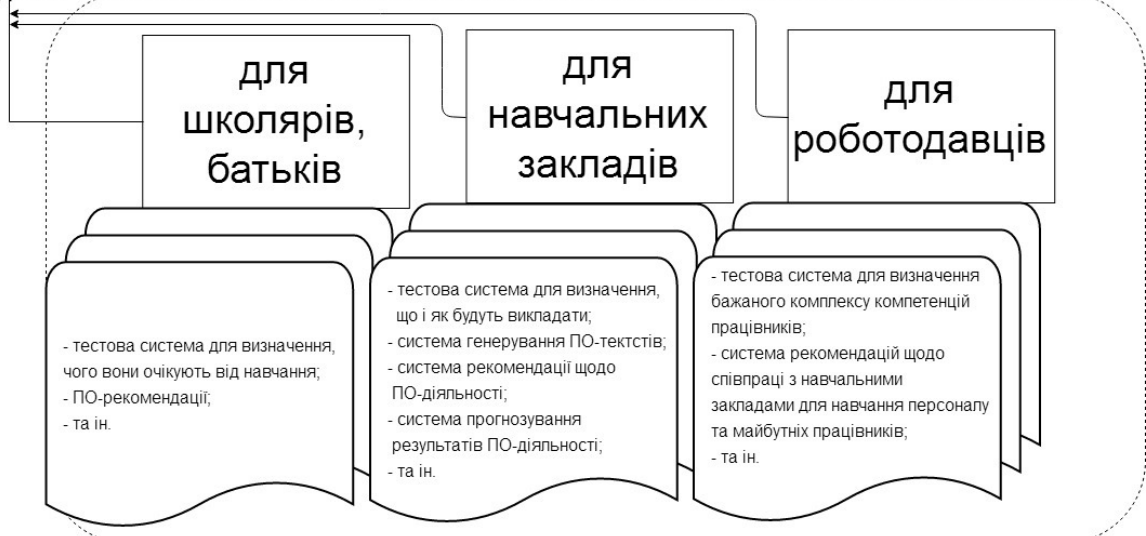 для
школярів,
батьків
для
навчальних
закладів
для
роботодавців
- тестова система для визначення,
чого вони очікують від навчання;
- ПО-рекомендації;
- та ін.
- тестова система для визначення,
що і як будуть викладати;
- система генерування ПО-тектстів;
- система рекомендації щодо
ПО-діяльності;
- система прогнозування
результатів ПО-діяльності;
- та ін.
- тестова система для визначення
бажаного комплексу компетенцій
працівників;
- система рекомендацій щодо
співпраці з навчальними
закладами для навчання персоналу
та майбутніх працівників;
- та ін.